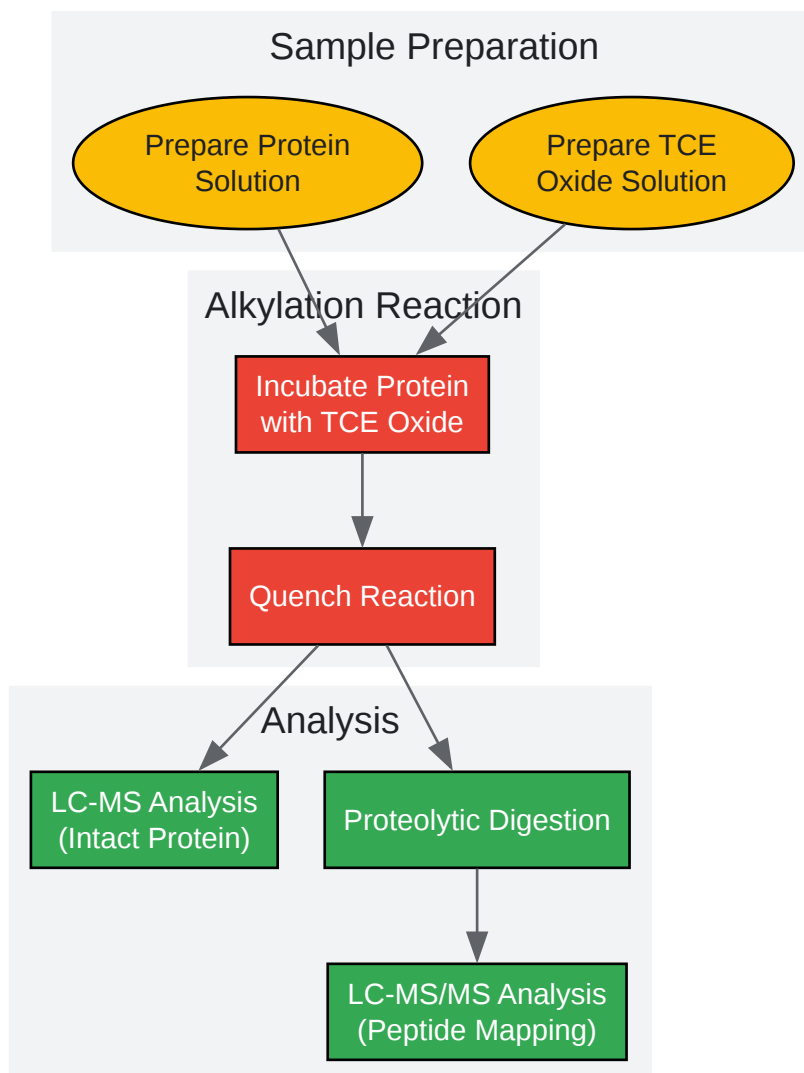 Sample Preparation
Prepare Protein
Solution
Prepare TCE
Oxide Solution
Alkylation Reaction
Incubate Protein
with TCE Oxide
Quench Reaction
Analysis
LC-MS Analysis
(Intact Protein)
Proteolytic Digestion
LC-MS/MS Analysis
(Peptide Mapping)